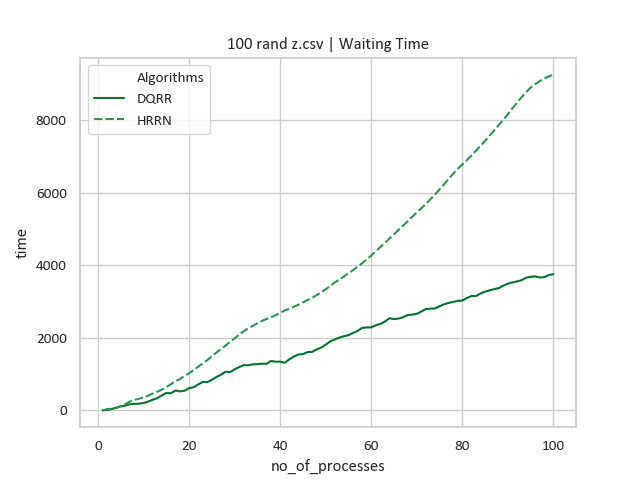 100 rand z.csv | Waiting Time
Algorithms
DQRR
HRRN
8000
6000
4000
2000
0
time
0 20 40 60 80 100
no_of_processes